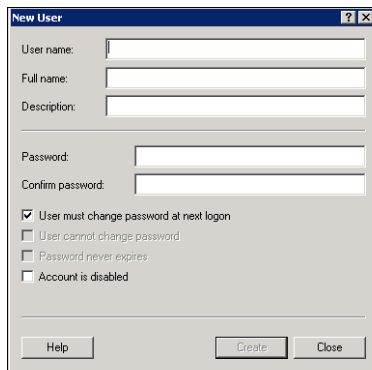 New User
User name:
Full name:
Description:
Password:
Confirm password:
User must change password at next logon
User cannot change password
Password never expires
Account is disabled
Help Create Close